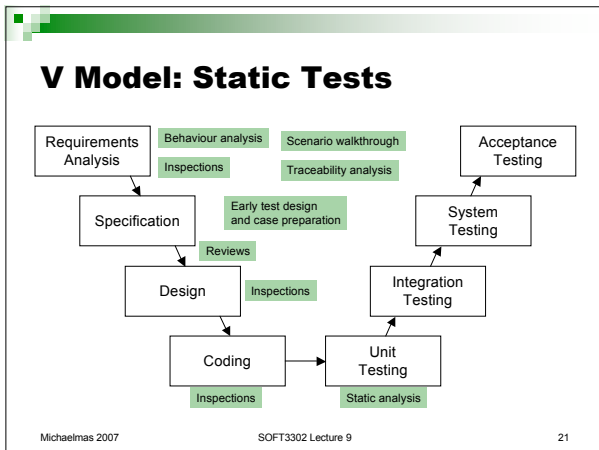 V Model: Static Tests
Requirements
Analysis
Behaviour analysis
Inspections
Scenario walkthrough
Traceability analysis
Acceptance
Testing
Specification
Early test design
and case preparation
System
Testing
Reviews
Design
Inspections
Integration
Testing
Coding
Unit
Testing
Inspections
Static analysis
Michaelmas 2007
SOFT3302 Lecture 9
21